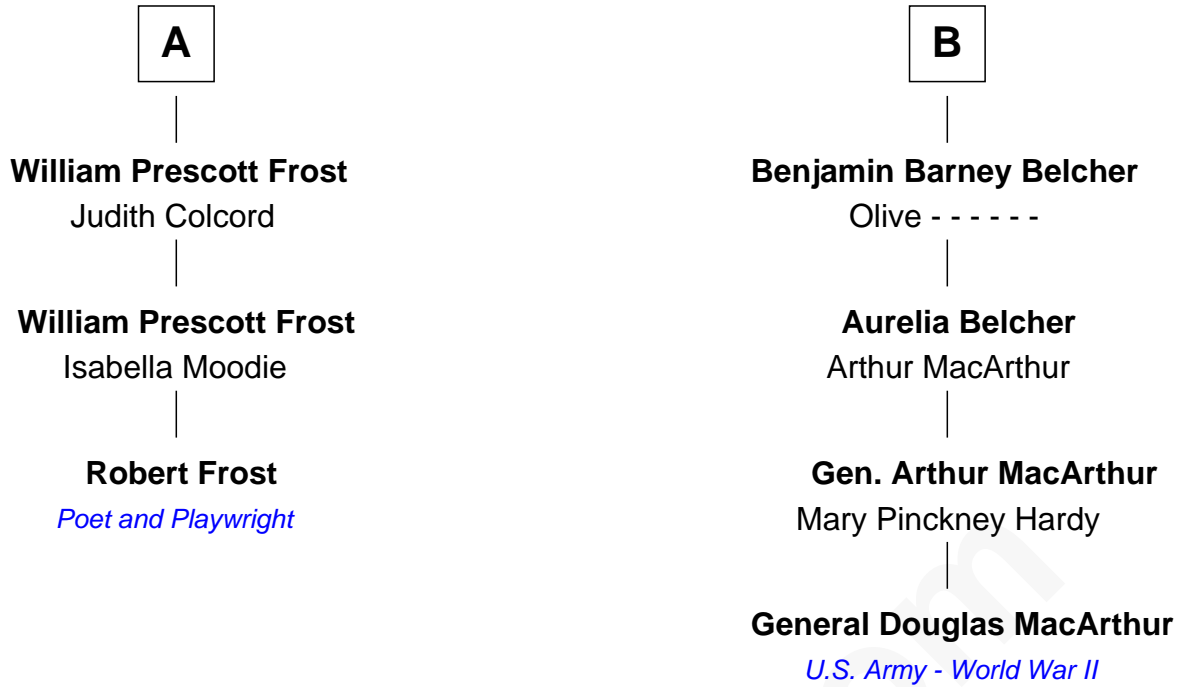 A
William Prescott Frost
Judith Colcord
William Prescott Frost
Isabella Moodie
Robert Frost
Poet and Playwright
B
Benjamin Barney Belcher
Olive - - - - - -
Aurelia Belcher
Arthur MacArthur
Gen. Arthur MacArthur
Mary Pinckney Hardy
General Douglas MacArthur
U.S. Army - World War II